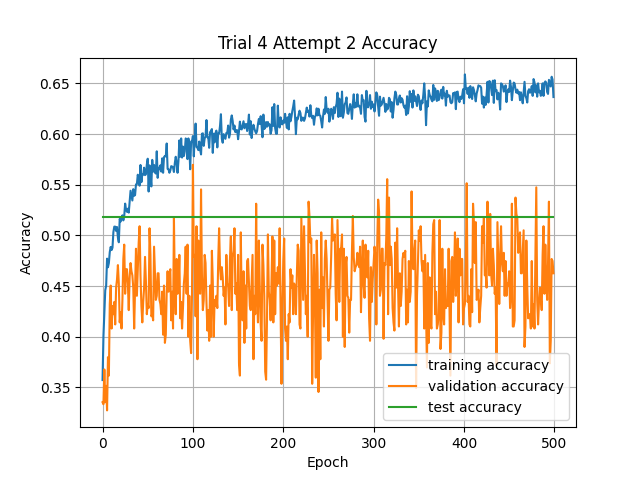 Trial 4 Attempt 2 Accuracy
0.65
0.60
0.55
0.50
0.45
0.40
0.35
Accuracy
training accuracy
validation accuracy
test accuracy
0 100 200 300 400 500
Epoch